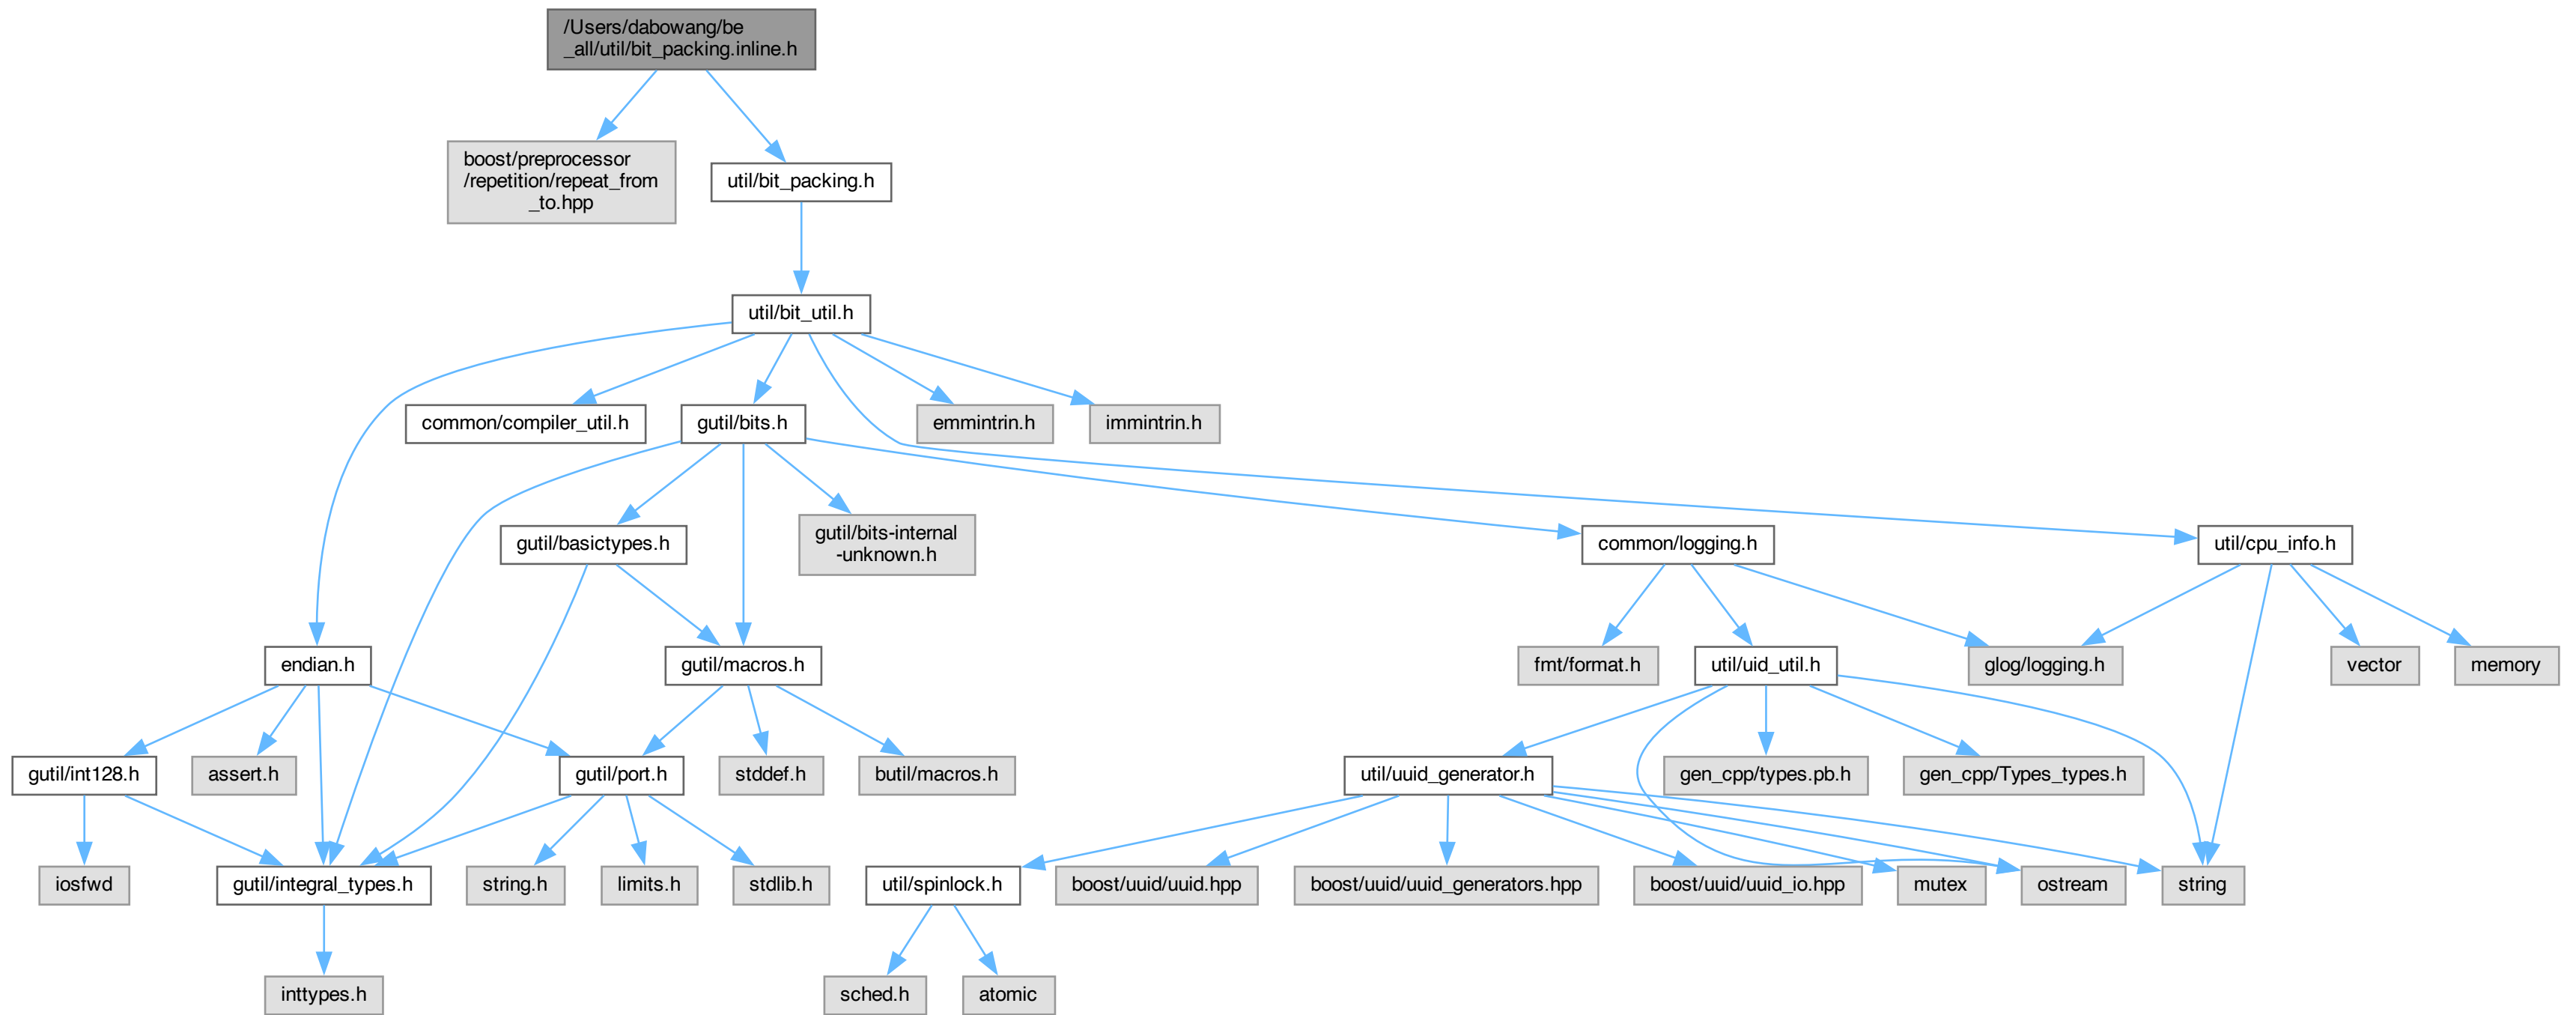 /Users/dabowang/be
_all/util/bit_packing.inline.h
boost/preprocessor
/repetition/repeat_from
_to.hpp
util/bit_packing.h
util/bit_util.h
common/compiler_util.h
gutil/bits.h
emmintrin.h
immintrin.h
gutil/basictypes.h
gutil/bits-internal
-unknown.h
common/logging.h
util/cpu_info.h
endian.h
gutil/macros.h
fmt/format.h
util/uid_util.h
glog/logging.h
vector
memory
gutil/int128.h
assert.h
gutil/port.h
stddef.h
butil/macros.h
util/uuid_generator.h
gen_cpp/types.pb.h
gen_cpp/Types_types.h
iosfwd
gutil/integral_types.h
string.h
limits.h
stdlib.h
util/spinlock.h
boost/uuid/uuid.hpp
boost/uuid/uuid_generators.hpp
boost/uuid/uuid_io.hpp
mutex
ostream
string
inttypes.h
sched.h
atomic